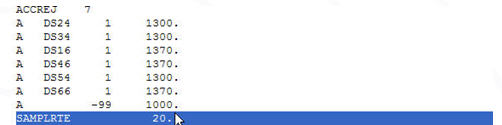 ACCREJ 7
A DS24 1 1300.
A DS34 1 1300.
A DS16 1 1370.
A DS46 1 1370.
A DS54 1 1300.
A DS66 1 1370.
A -99 1000.
SAMPLRTE 20.